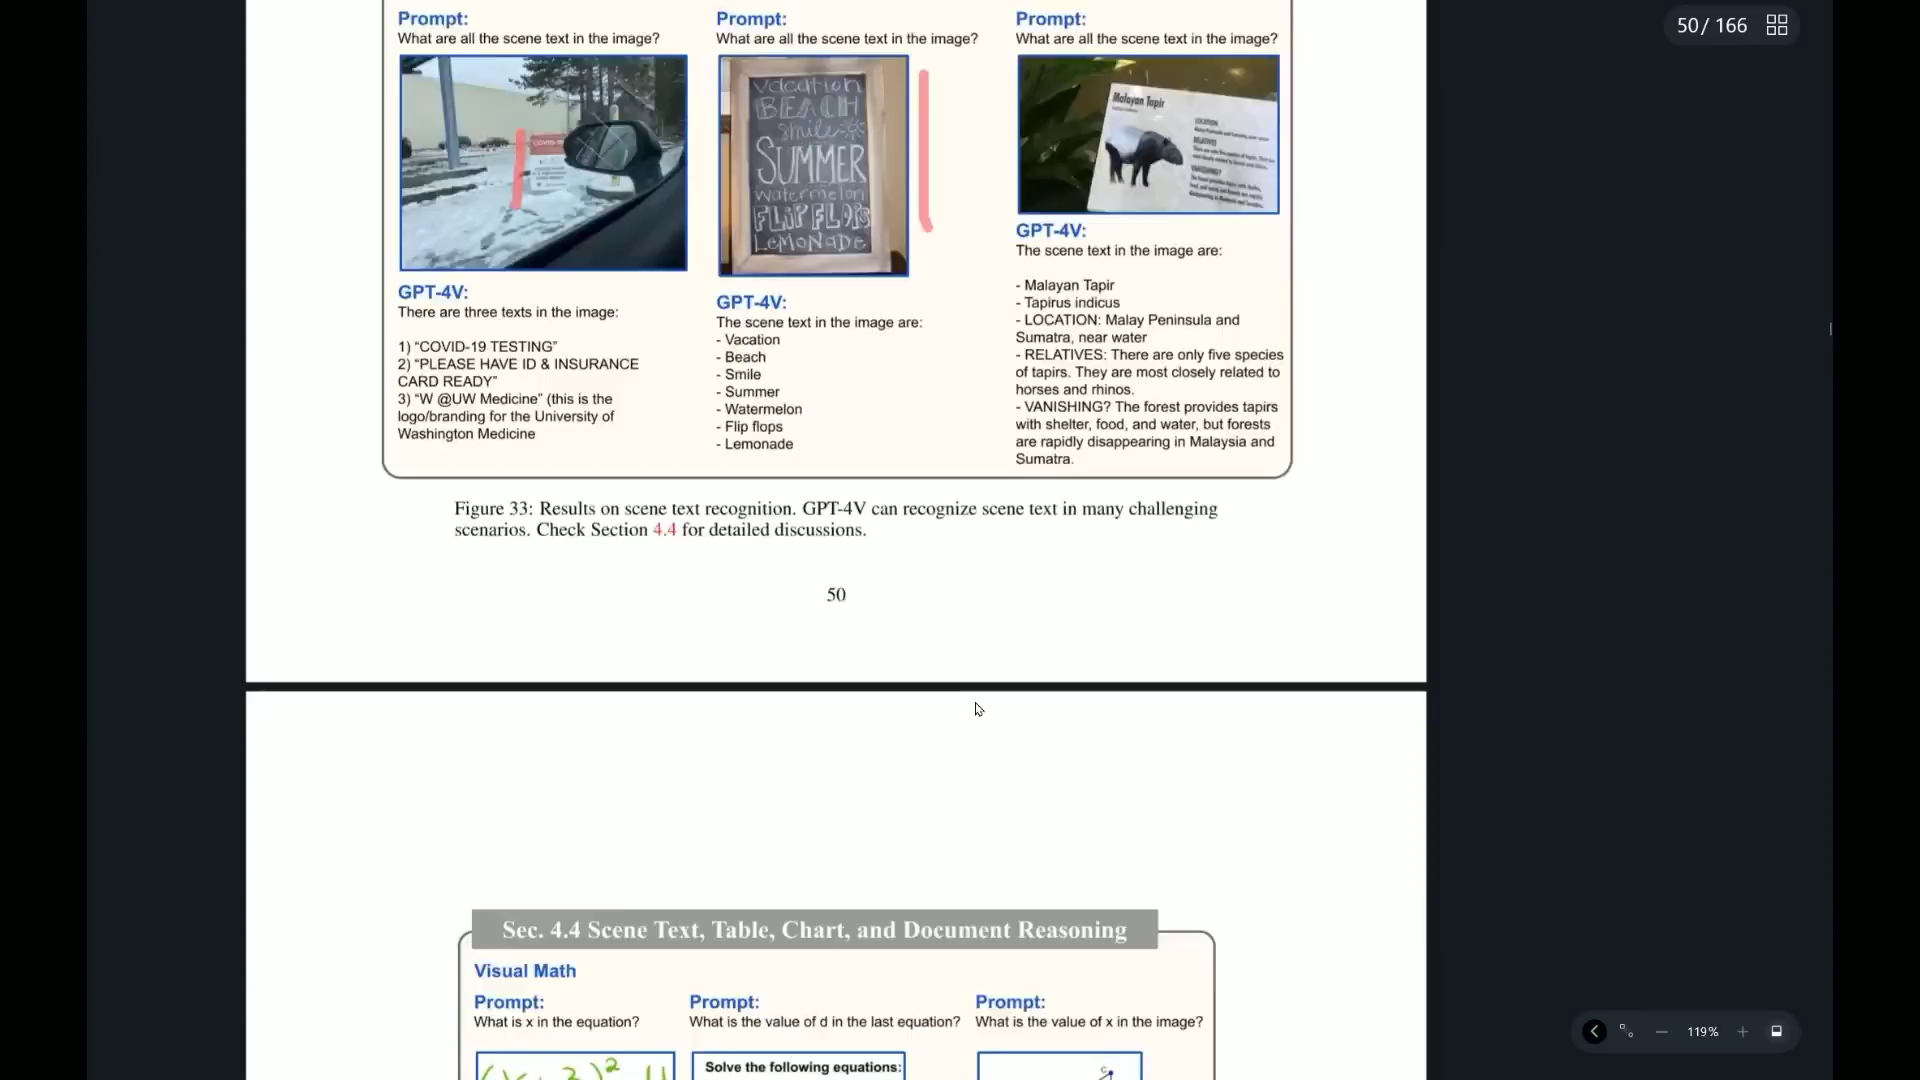 50 / 166
Prompt:
What are all the scene text in the image?
Vacation
BEACH
smile
SUMMER
watermelon
FLiP FLOPS
LEMONADE
GPT-4V:
There are three texts in the image:
1) “COVID-19 TESTING”
2) “PLEASE HAVE ID & INSURANCE
CARD READY”
3) “W @UW Medicine” (this is the
logo/branding for the University of
Washington Medicine
Prompt:
What are all the scene text in the image?
GPT-4V:
The scene text in the image are:
- Vacation
- Beach
- Smile
- Summer
- Watermelon
- Flip flops
- Lemonade
Prompt:
What are all the scene text in the image?
Malayan Tapir
LOCATION
RELATIVES
VANISHING?
GPT-4V:
The scene text in the image are:
- Malayan Tapir
- Tapirus indicus
- LOCATION: Malay Peninsula and
Sumatra, near water
- RELATIVES: There are only five species
of tapirs. They are most closely related to
horses and rhinos.
- VANISHING? The forest provides tapirs
with shelter, food, and water, but forests
are rapidly disappearing in Malaysia and
Sumatra.
Figure 33: Results on scene text recognition. GPT-4V can recognize scene text in many challenging
scenarios. Check Section 4.4 for detailed discussions.
50
Sec. 4.4 Scene Text, Table, Chart, and Document Reasoning
Visual Math
Prompt:
What is x in the equation?
Prompt:
What is the value of d in the last equation?
Solve the following equations:
Prompt:
What is the value of x in the image?
119%